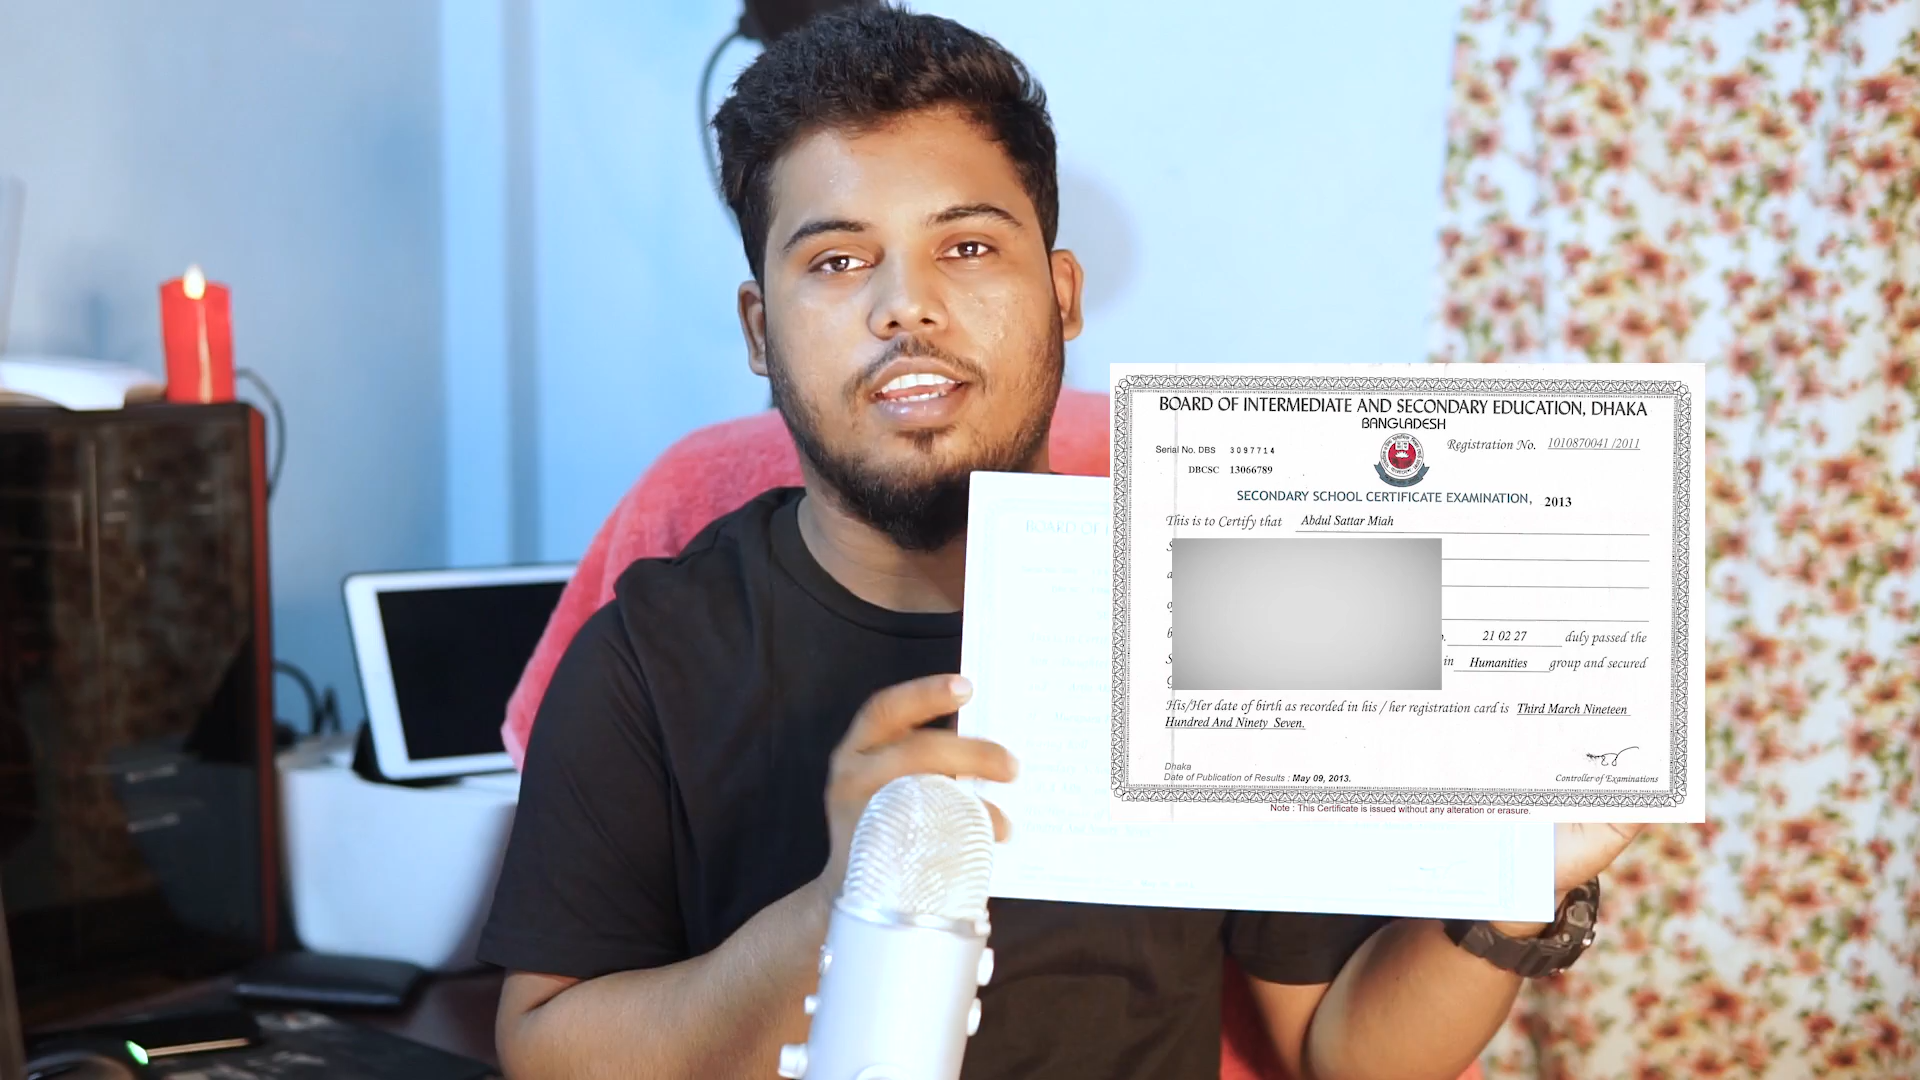 BOARD OF INTERMEDIATE AND SECONDARY EDUCATION, DHAKA
BANGLADESH
Serial No. DBS 3097714
Registration No. 1010870041 /2011
DBCSC 13066789
SECONDARY SCHOOL CERTIFICATE EXAMINATION, 2013
This is to Certify that Abdul Sattar Miah
21 02 27 duly passed the
in Humanities group and secured
His/Her date of birth as recorded in his / her registration card is Third March Nineteen
Hundred And Ninety Seven.
Dhaka
Date of Publication of Results : May 09, 2013.
Controller of Examinations
Note : This Certificate is issued without any alteration or erasure.
BOARD OF